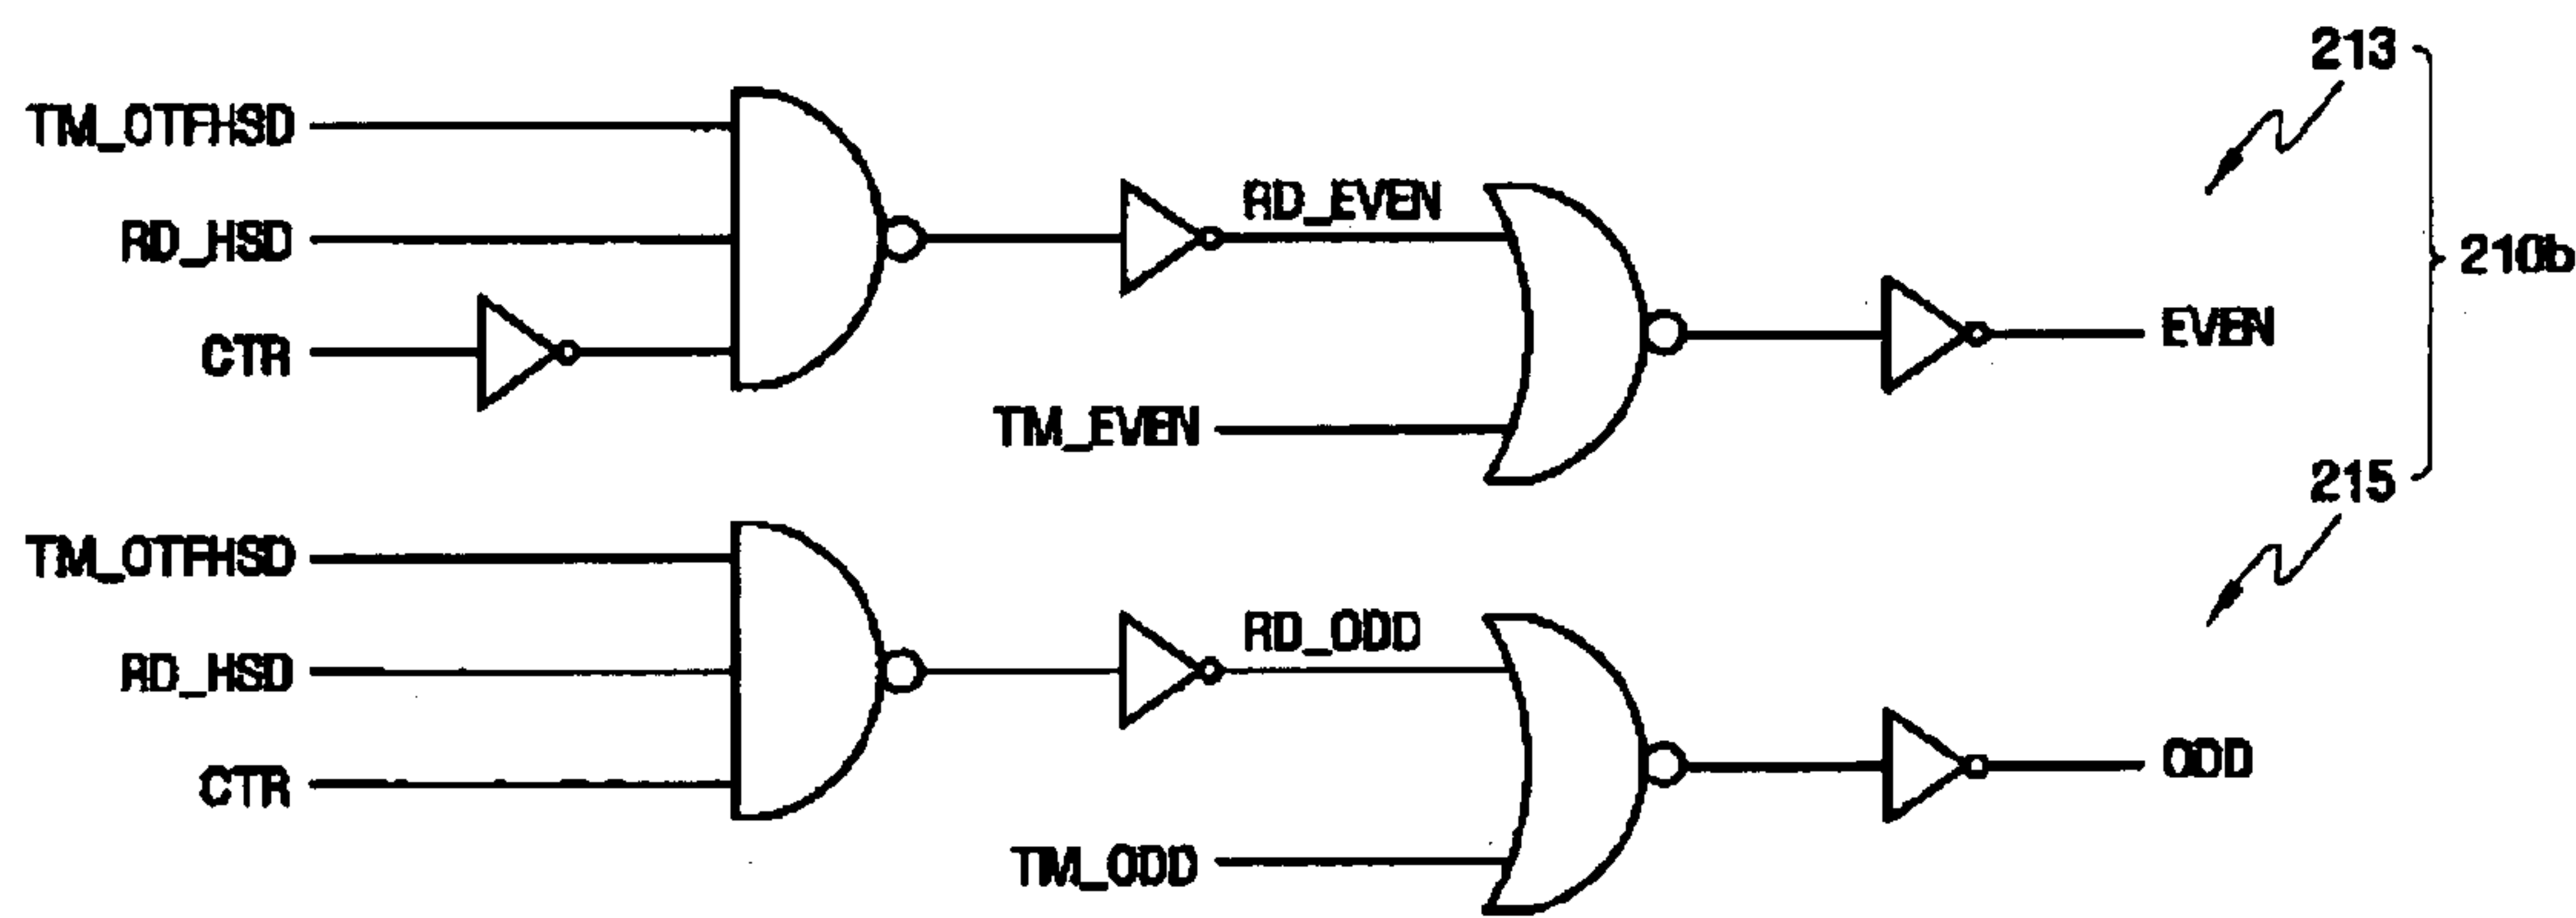 213
TM_OTFHSD
RD_EVEN
RD_HSD
210b
CTR
EVEN
TM_EVEN
215
TM_OTFHSD
RD_ODD
RD_HSD
ODD
CTR
TM_ODD